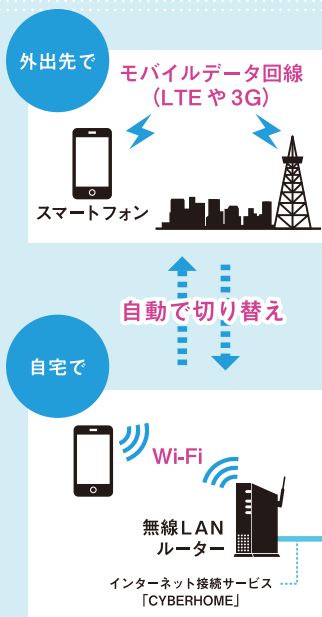 外出先で
モバイルデータ回線
(LTEや3G)
スマートフォン
自動で切り替え
自宅で
Wi-Fi
無線LAN
ルーター
インターネット接続サービス
「CYBERHOME」